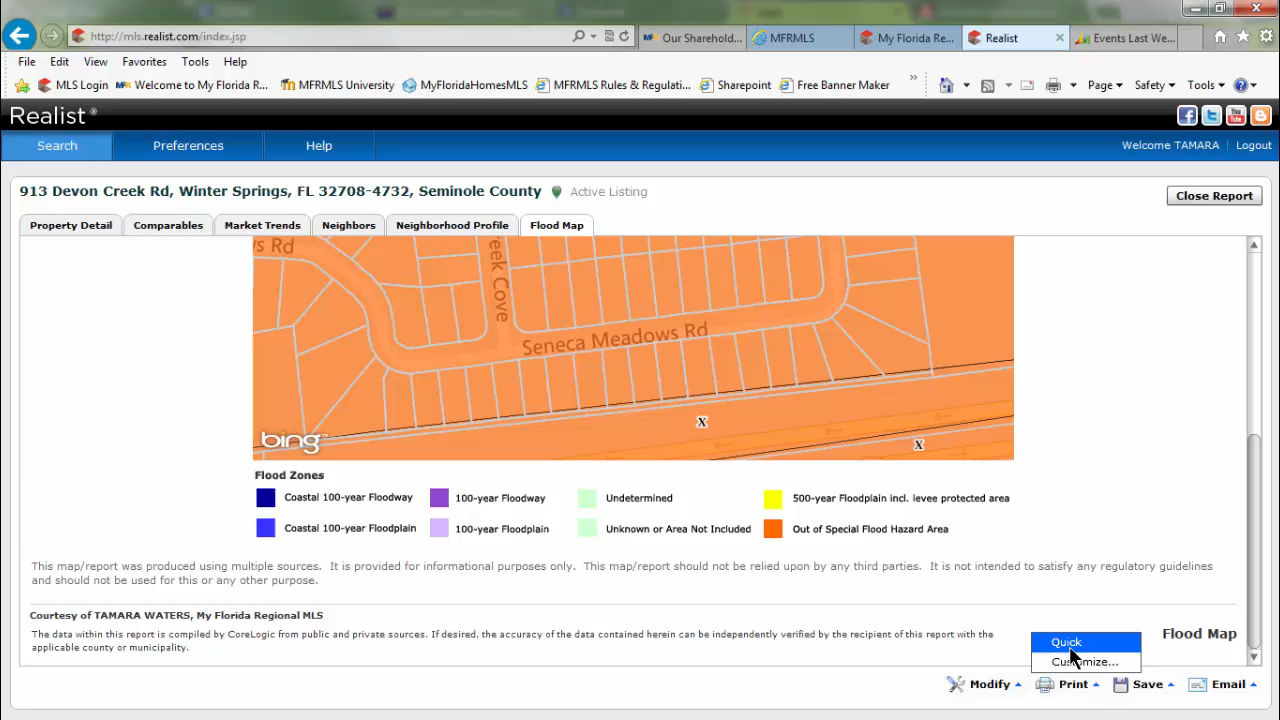 http://mls.realist.com/index.jsp
Our Sharehold...
MFRMLS
My Florida Re...
Realist
Events Last We...
File Edit View Favorites Tools Help
MLS Login
Welcome to My Florida R...
MFRMLS University
MyFloridaHomesMLS
MFRMLS Rules & Regulati...
Sharepoint
Free Banner Maker
Page
Safety
Tools
Realist ®
Search Preferences Help
Welcome TAMARA | Logout
913 Devon Creek Rd, Winter Springs, FL 32708-4732, Seminole County
Active Listing
Close Report
Property Detail Comparables Market Trends Neighbors Neighborhood Profile Flood Map
ws Rd
reek Cove
Seneca Meadows Rd
X
X
bing™
Flood Zones
Coastal 100-year Floodway 100-year Floodway Undetermined 500-year Floodplain incl. levee protected area
Coastal 100-year Floodplain 100-year Floodplain Unknown or Area Not Included Out of Special Flood Hazard Area
This map/report was produced using multiple sources. It is provided for informational purposes only. This map/report should not be relied upon by any third parties. It is not intended to satisfy any regulatory guidelines
and should not be used for this or any other purpose.
Courtesy of TAMARA WATERS, My Florida Regional MLS
The data within this report is compiled by CoreLogic from public and private sources. If desired, the accuracy of the data contained herein can be independently verified by the recipient of this report with the
applicable county or municipality.
Flood Map
Quick
Customize...
Modify Print Save Email